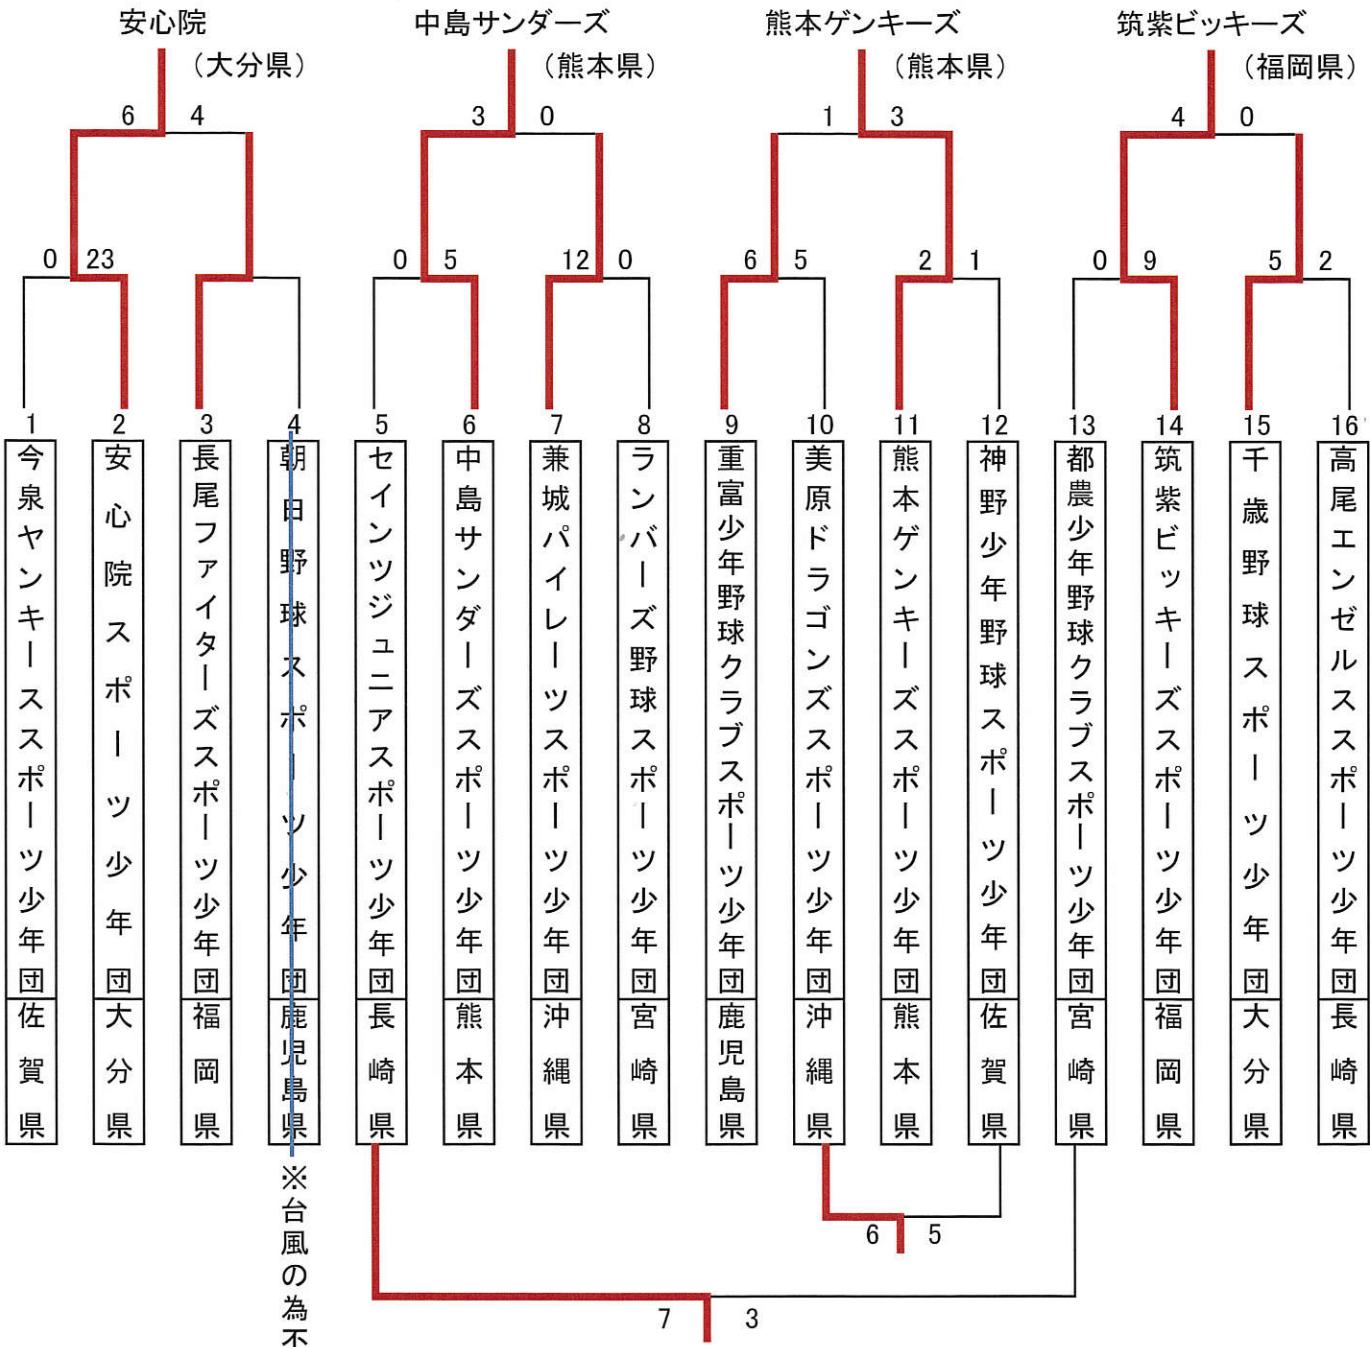 安心院
(大分県)
中島サンダーズ
(熊本県)
熊本ゲンキーズ
(熊本県)
筑紫ビッキーズ
(福岡県)
6 4
3 0
1 3
4 0
0 23
0 5
12 0
6 5
2 1
0 9
5 2
1
今泉ヤンキーススポーツ少年団
佐賀県
2
安心院スポーツ少年団
大分県
3
長尾ファイターズスポーツ少年団
福岡県
4
朝日野球スポーツ少年団
鹿児島県
※台風の為不
5
セインツジュニアスポーツ少年団
長崎県
6
中島サンダーズスポーツ少年団
熊本県
7
兼城パイレーツスポーツ少年団
沖縄県
8
ランバーズ野球スポーツ少年団
宮崎県
9
重富少年野球クラブスポーツ少年団
鹿児島県
10
美原ドラゴンズスポーツ少年団
沖縄県
11
熊本ゲンキーズスポーツ少年団
熊本県
12
神野少年野球スポーツ少年団
佐賀県
13
都農少年野球クラブスポーツ少年団
宮崎県
14
筑紫ビッキーズスポーツ少年団
福岡県
15
千歳野球スポーツ少年団
大分県
16
高尾エンゼルススポーツ少年団
長崎県
6 5
7 3